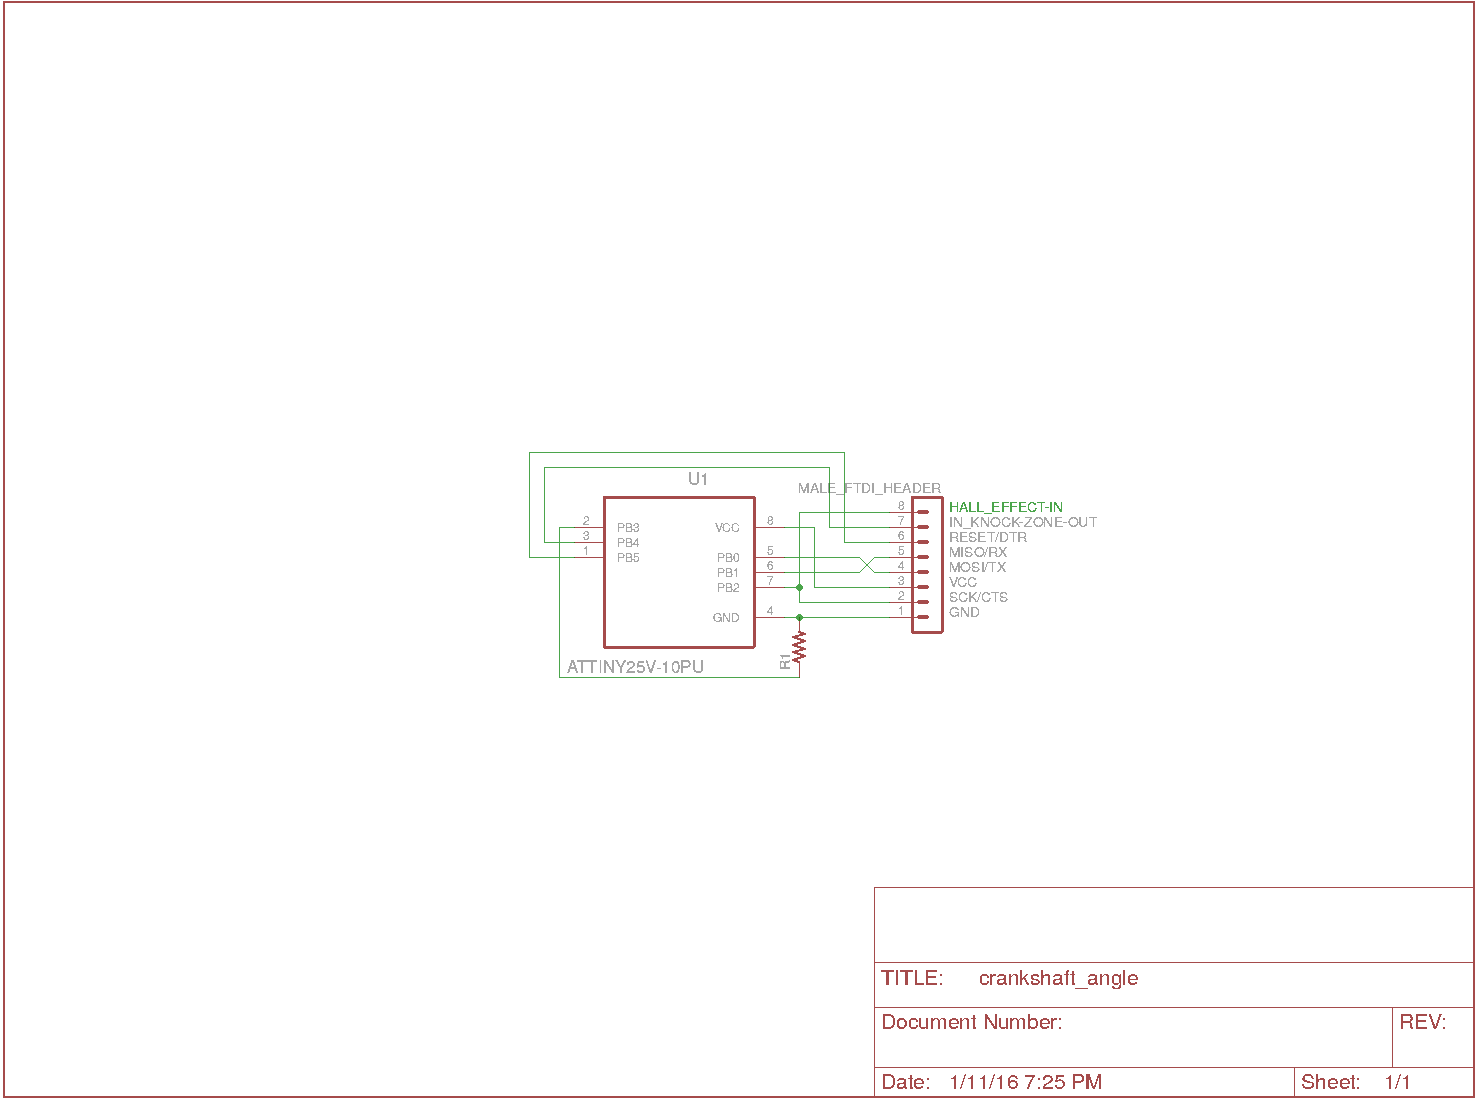 U1
MALE_FTDI_HEADER
8 HALL_EFFECT-IN
7 IN_KNOCK-ZONE-OUT
6 RESET/DTR
5 MISO/RX
4 MOSI/TX
3 VCC
2 SCK/CTS
1 GND
2 PB3
3 PB4
1 PB5
VCC 8
PB0 5
PB1 6
PB2 7
GND 4
R1
ATTINY25V-10PU
TITLE: crankshaft_angle
Document Number:
REV:
Date: 1/11/16 7:25 PM
Sheet: 1/1